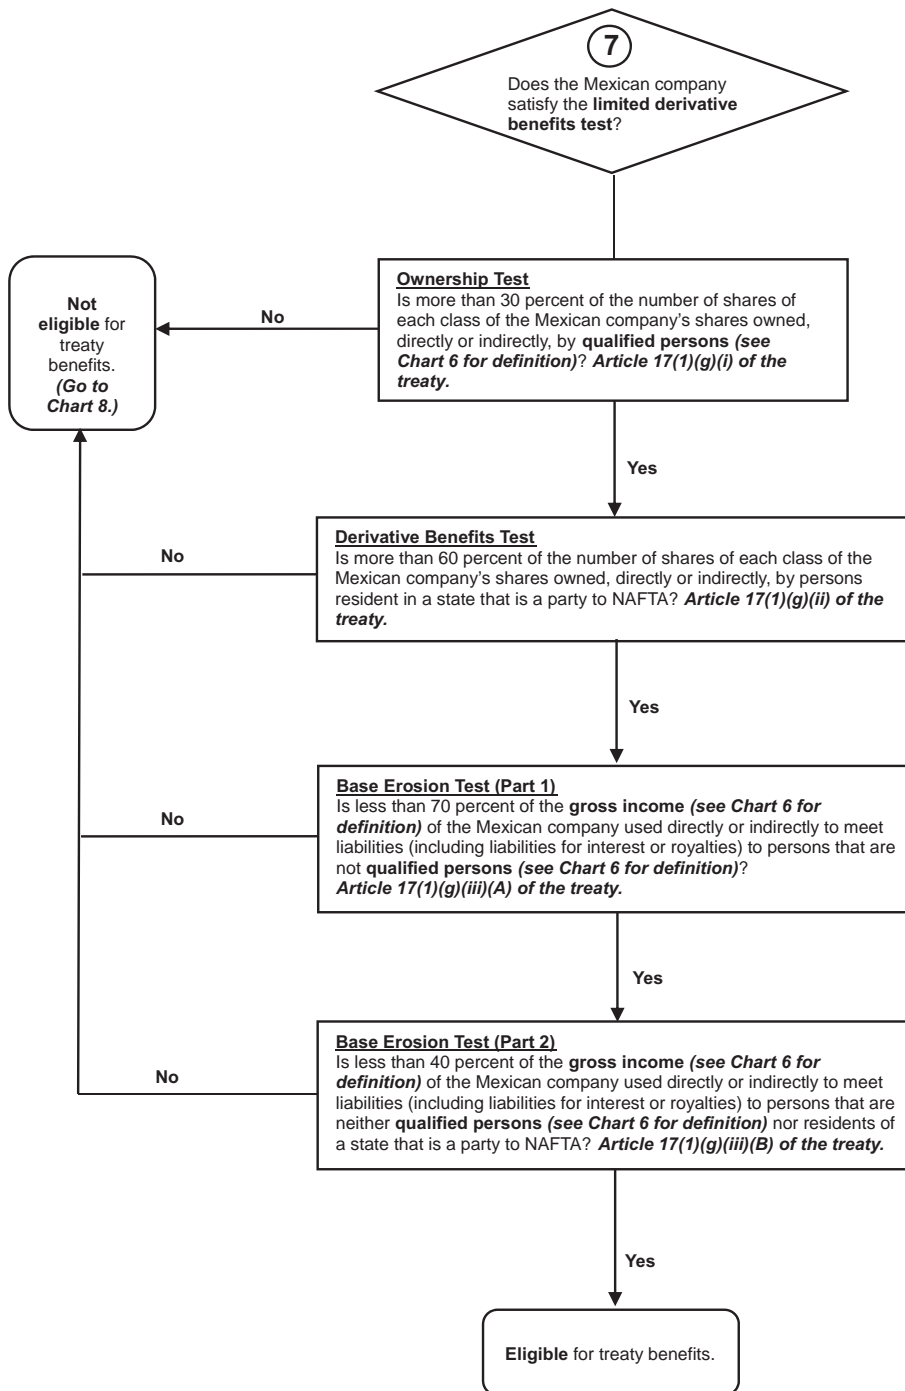 7
Does the Mexican company
satisfy the limited derivative
benefits test?
Ownership Test
Is more than 30 percent of the number of shares of
each class of the Mexican company's shares owned,
directly or indirectly, by qualified persons (see
Chart 6 for definition)? Article 17(1)(g)(i) of the
treaty.
No
Not
eligible for
treaty
benefits.
(Go to
Chart 8.)
Yes
Derivative Benefits Test
Is more than 60 percent of the number of shares of each class of the
Mexican company's shares owned, directly or indirectly, by persons
resident in a state that is a party to NAFTA? Article 17(1)(g)(ii) of the
treaty.
No
Yes
Base Erosion Test (Part 1)
Is less than 70 percent of the gross income (see Chart 6 for
definition) of the Mexican company used directly or indirectly to meet
liabilities (including liabilities for interest or royalties) to persons that are
not qualified persons (see Chart 6 for definition)?
Article 17(1)(g)(iii)(A) of the treaty.
No
Yes
Base Erosion Test (Part 2)
Is less than 40 percent of the gross income (see Chart 6 for
definition) of the Mexican company used directly or indirectly to meet
liabilities (including liabilities for interest or royalties) to persons that are
neither qualified persons (see Chart 6 for definition) nor residents of
a state that is a party to NAFTA? Article 17(1)(g)(iii)(B) of the treaty.
No
Yes
Eligible for treaty benefits.